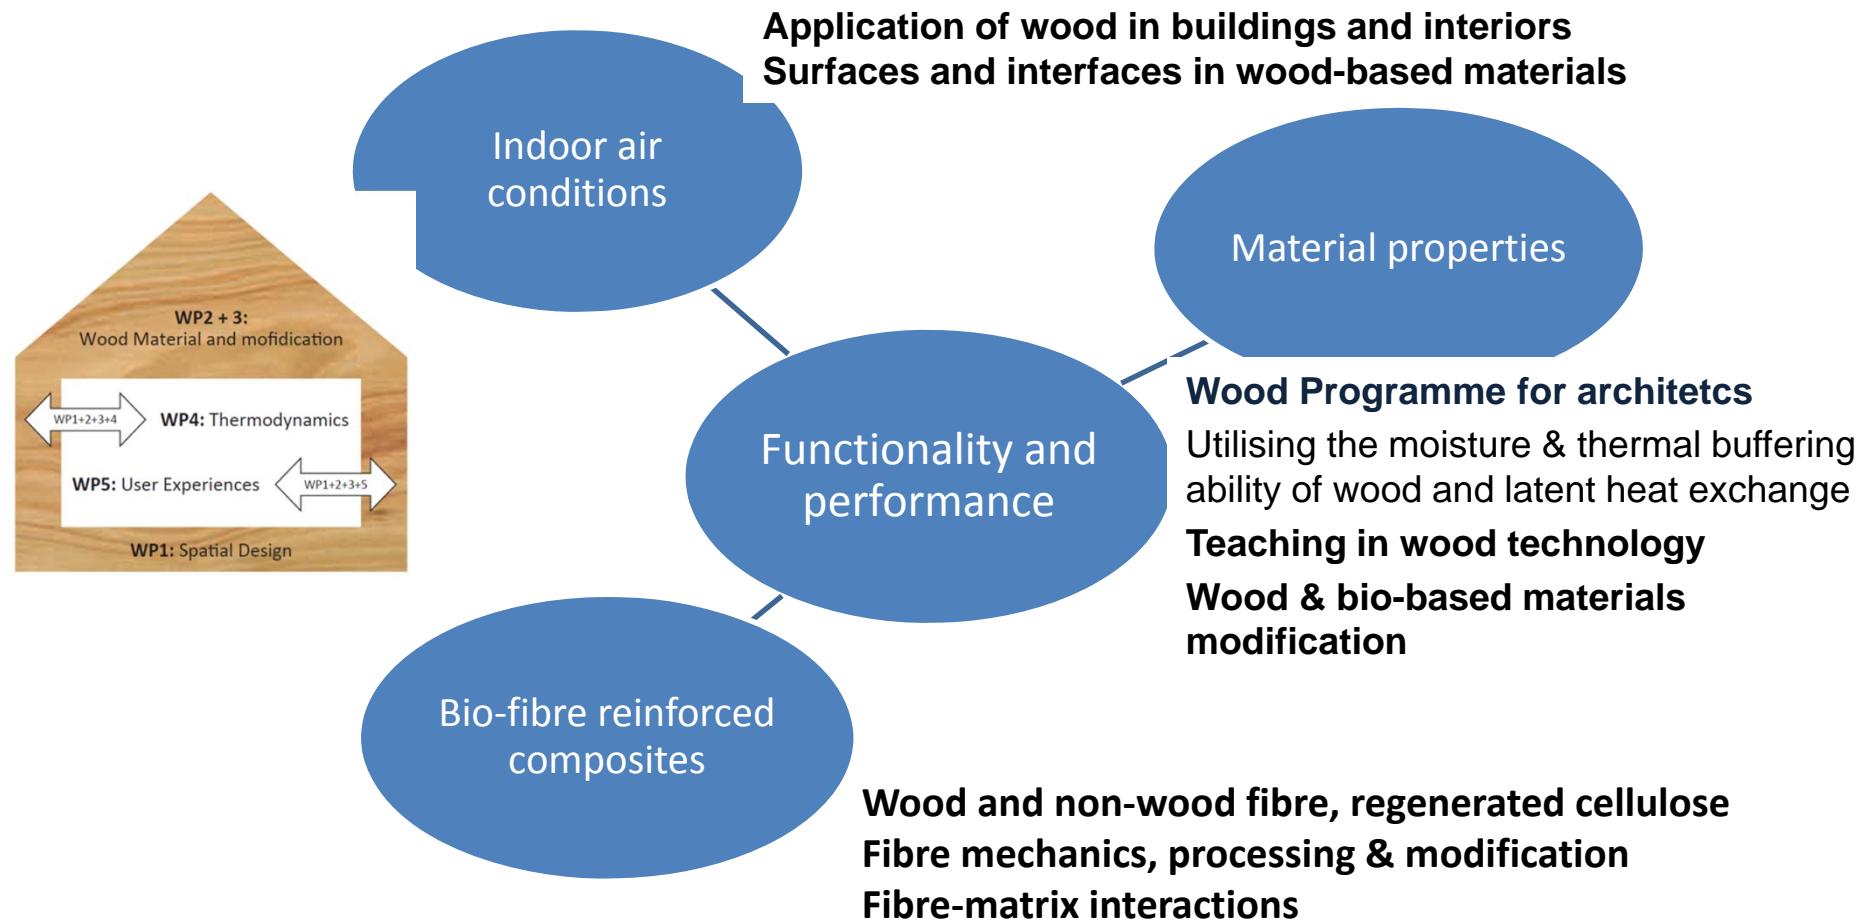 Application of wood in buildings and interiors
Surfaces and interfaces in wood-based materials
Indoor air
conditions
Material properties
WP2 + 3:
Wood Material and mofidication
WP1+2+3+4
WP4: Thermodynamics
WP5: User Experiences
WP1+2+3+5
WP1: Spatial Design
Functionality and
performance
Wood Programme for architetcs
Utilising the moisture & thermal buffering
ability of wood and latent heat exchange
Teaching in wood technology
Wood & bio-based materials
modification
Bio-fibre reinforced
composites
Wood and non-wood fibre, regenerated cellulose
Fibre mechanics, processing & modification
Fibre-matrix interactions